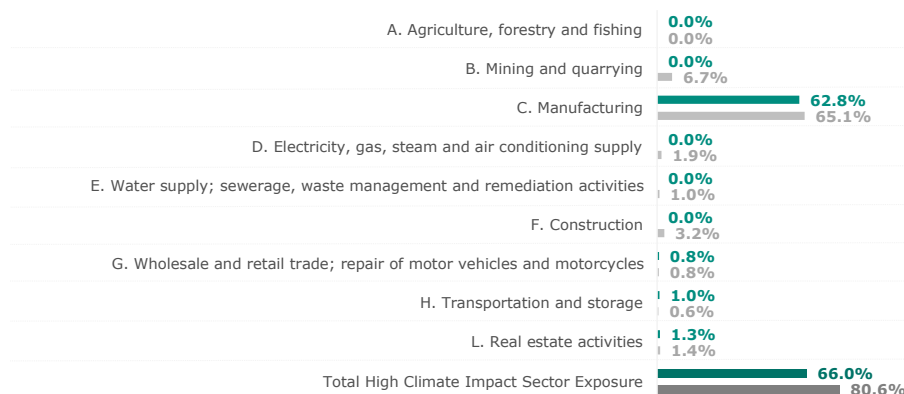 A. Agriculture, forestry and fishing 0.0%
0.0%
B. Mining and quarrying 0.0%
6.7%
C. Manufacturing 62.8%
65.1%
D. Electricity, gas, steam and air conditioning supply 0.0%
1.9%
E. Water supply; sewerage, waste management and remediation activities 0.0%
1.0%
F. Construction 0.0%
3.2%
G. Wholesale and retail trade; repair of motor vehicles and motorcycles 0.8%
0.8%
H. Transportation and storage 1.0%
0.6%
L. Real estate activities 1.3%
1.4%
Total High Climate Impact Sector Exposure 66.0%
80.6%